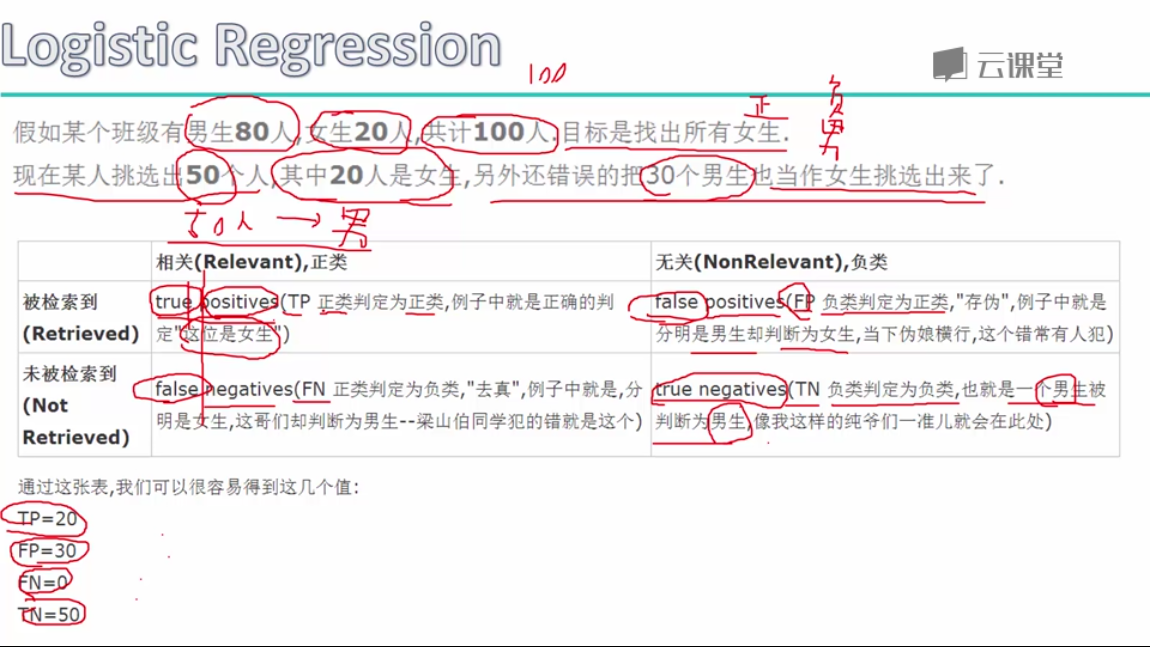 Logistic Regression
云课堂
100
正
负
男
假如某个班级有男生80人,女生20人,共计100人.目标是找出所有女生.
现在某人挑选出50个人,其中20人是女生,另外还错误的把30个男生也当作女生挑选出来了.
50人 → 男
相关(Relevant),正类
无关(NonRelevant),负类
被检索到
(Retrieved)
true positives(TP 正类判定为正类,例子中就是正确的判
定"这位是女生")
false positives(FP 负类判定为正类,"存伪",例子中就是
分明是男生却判断为女生,当下伪娘横行,这个错常有人犯)
未被检索到
(Not
Retrieved)
false negatives(FN 正类判定为负类,"去真",例子中就是,分
明是女生,这哥们却判断为男生--梁山伯同学犯的错就是这个)
true negatives(TN 负类判定为负类,也就是一个男生被
判断为男生,像我这样的纯爷们一准儿就会在此处)
通过这张表,我们可以很容易得到这几个值:
TP=20
FP=30
FN=0
TN=50